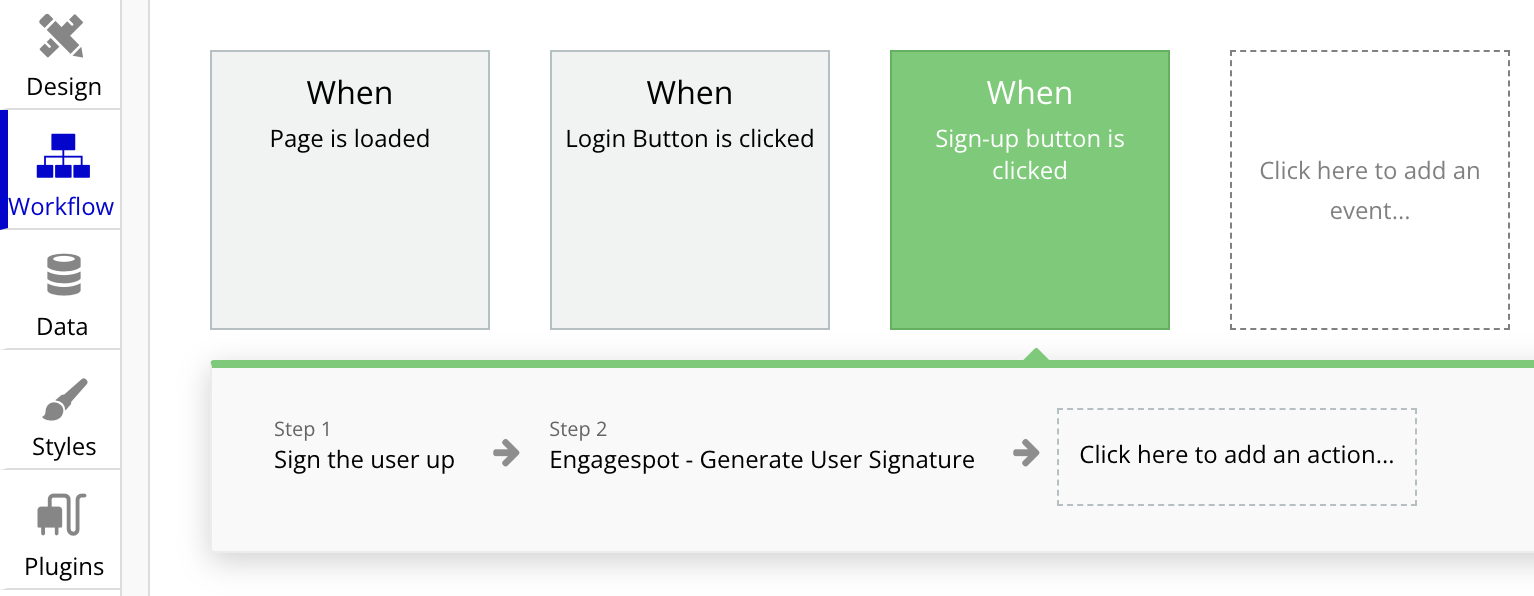 Design
Workflow
Data
Styles
Plugins
When
Page is loaded
When
Login Button is clicked
When
Sign-up button is
clicked
Click here to add an
event...
Step 1
Sign the user up
Step 2
Engagespot - Generate User Signature
Click here to add an action...